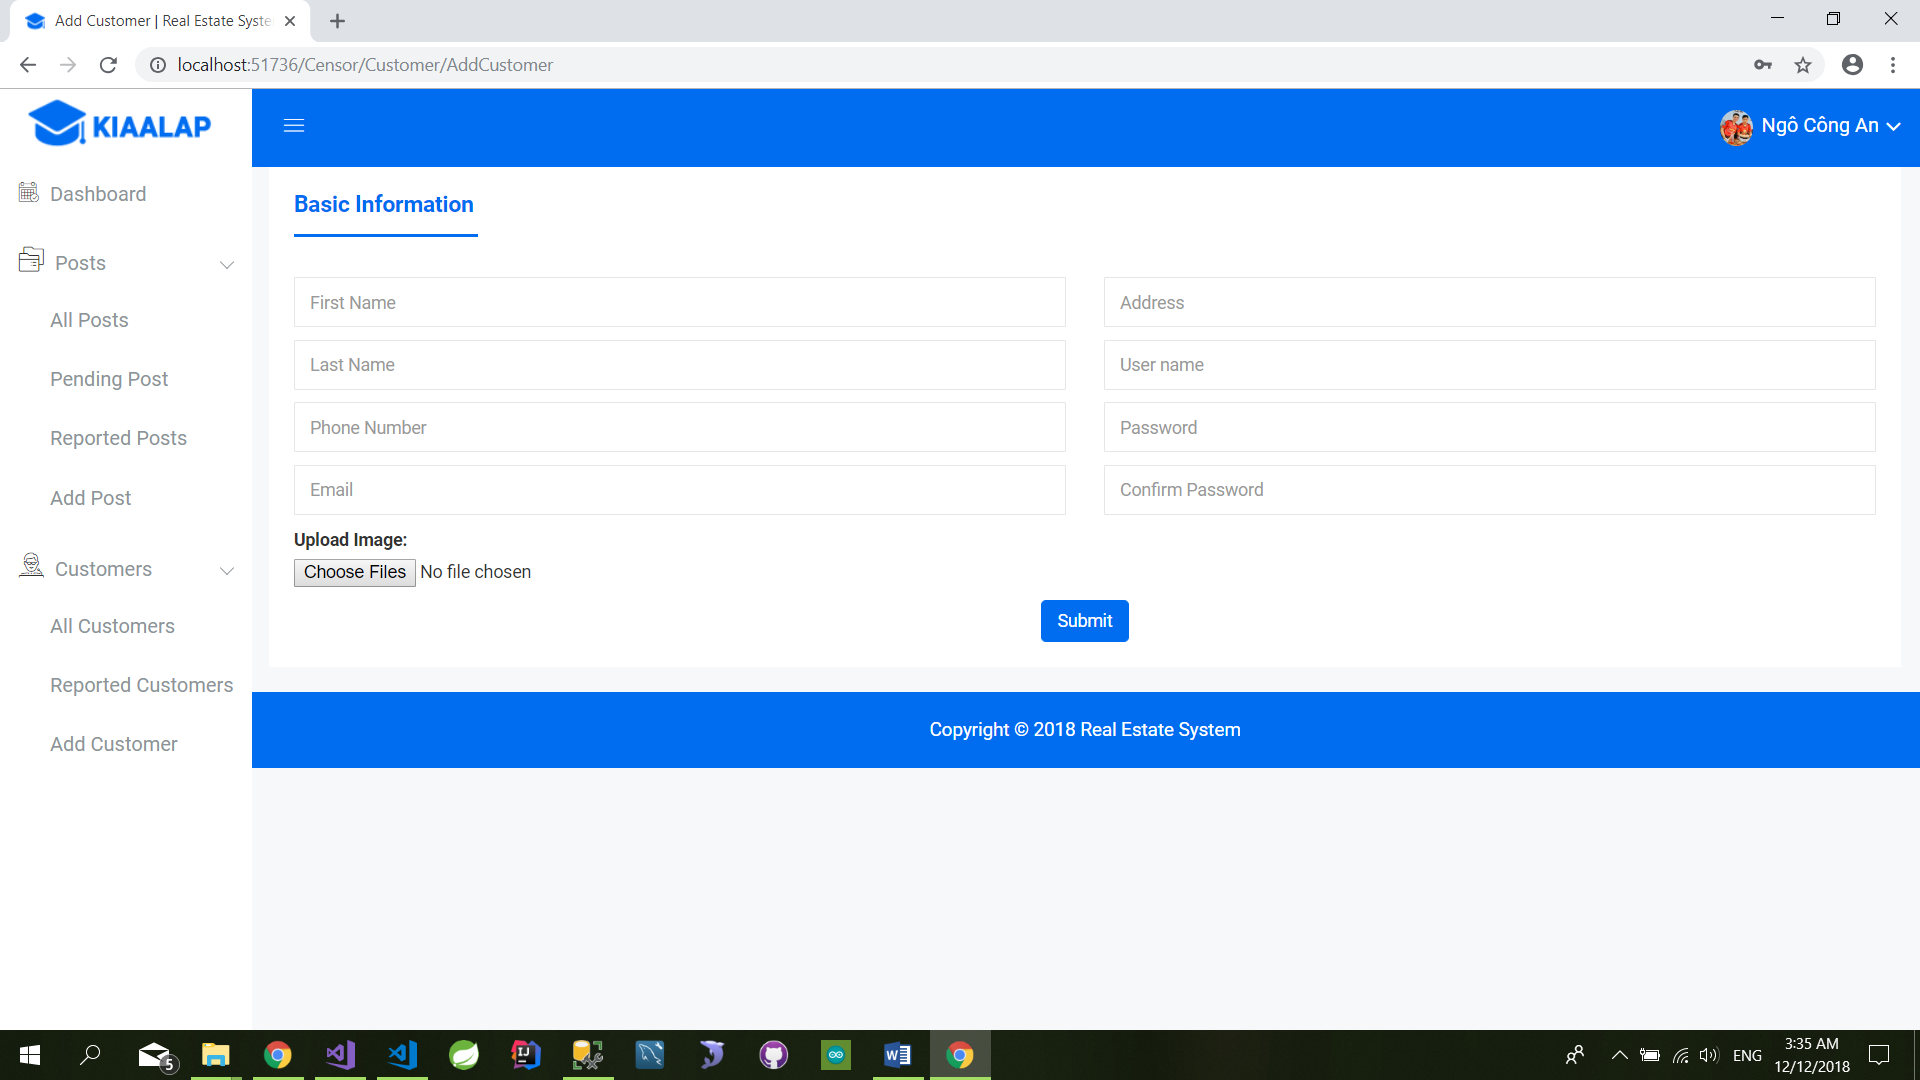 Add Customer | Real Estate Syste
localhost:51736/Censor/Customer/AddCustomer
KIAALAP
Ngô Công An
Dashboard
Posts
All Posts
Pending Post
Reported Posts
Add Post
Customers
All Customers
Reported Customers
Add Customer
Basic Information
First Name
Address
Last Name
User name
Phone Number
Password
Email
Confirm Password
Upload Image:
Choose Files No file chosen
Submit
Copyright © 2018 Real Estate System
5
ENG
3:35 AM
12/12/2018